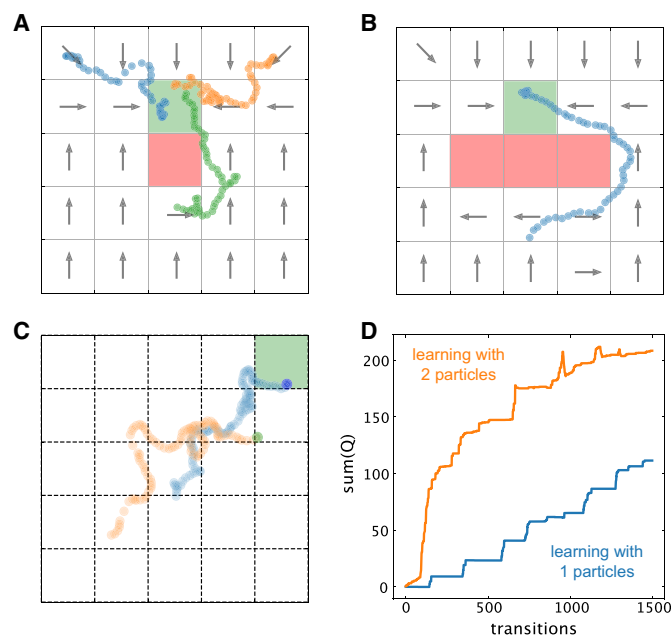 A
B
C
D
200
150
100
50
0
sum(Q)
learning with
2 particles
learning with
1 particles
0
500
1000
1500
transitions